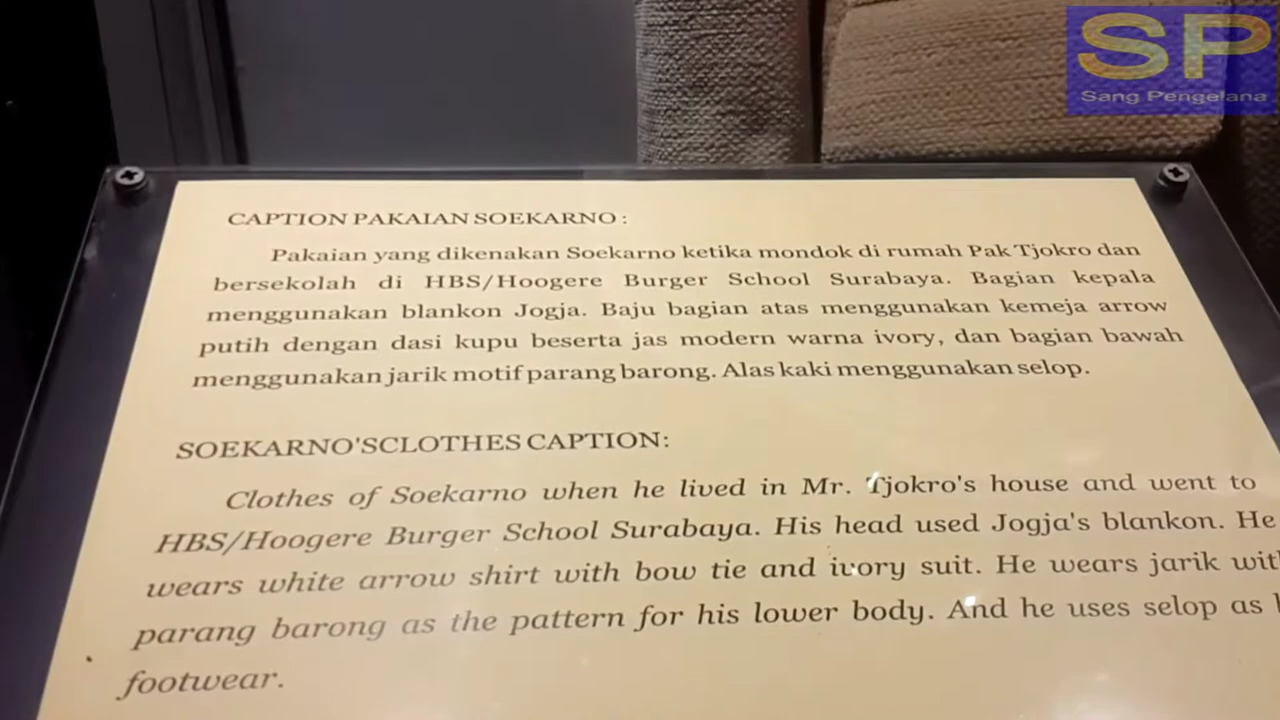 SP
Sang Pengelana
CAPTION PAKAIAN SOEKARNO :
Pakaian yang dikenakan Soekarno ketika mondok di rumah Pak Tjokro dan
bersekolah di HBS/Hoogere Burger School Surabaya. Bagian kepala
menggunakan blankon Jogja. Baju bagian atas menggunakan kemeja arrow
putih dengan dasi kupu beserta jas modern warna ivory, dan bagian bawah
menggunakan jarik motif parang barong. Alas kaki menggunakan selop.
SOEKARNO'SCLOTHES CAPTION:
Clothes of Soekarno when he lived in Mr. Tjokro's house and went to
HBS/Hoogere Burger School Surabaya. His head used Jogja's blankon. He
wears white arrow shirt with bow tie and ivory suit. He wears jarik
parang barong as the pattern for his lower body. And he uses selop as
footwear.